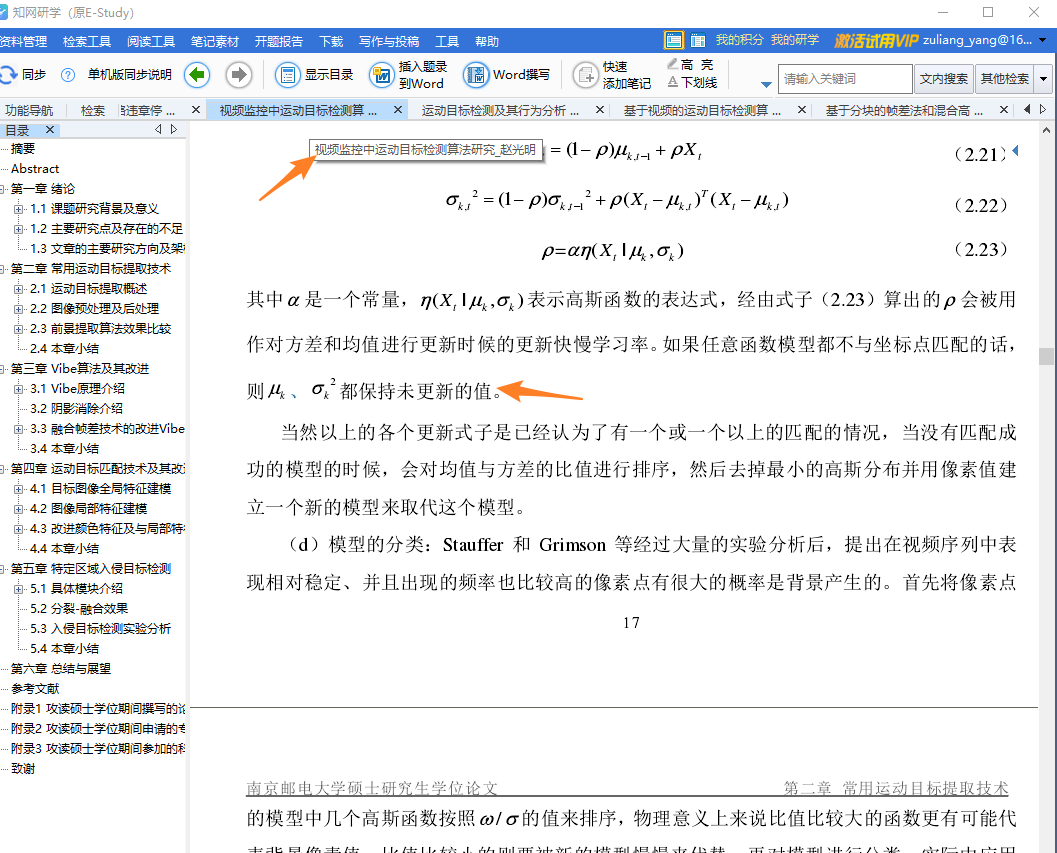 知网研学（原E-Study）
资料管理 检索工具 阅读工具 笔记素材 开题报告 下载 写作与投稿 工具 帮助 我的积分 我的研学 激活试用VIP zuliang_yang@16...
同步 ? 单机版同步说明 显示目录 插入题录到Word Word撰写 快速添加笔记 高 亮 下划线 请输入关键词 文内搜索 其他检索
功能导航 检索 违章停 ... 视频监控中运动目标检测算 ... 运动目标检测及其行为分析 ... 基于视频的运动目标检测算 ... 基于分块的帧差法和混合高 ...
目录
摘要
Abstract
第一章 绪论
1.1 课题研究背景及意义
1.2 主要研究点及存在的不足
1.3 文章的主要研究方向及架
第二章 常用运动目标提取技术
2.1 运动目标提取概述
2.2 图像预处理及后处理
2.3 前景提取算法效果比较
2.4 本章小结
第三章 Vibe算法及其改进
3.1 Vibe原理介绍
3.2 阴影消除介绍
3.3 融合帧差技术的改进Vibe
3.4 本章小结
第四章 运动目标匹配技术及其改
4.1 目标图像全局特征建模
4.2 图像局部特征建模
4.3 改进颜色特征及与局部特
4.4 本章小结
第五章 特定区域入侵目标检测
5.1 具体模块介绍
5.2 分裂-融合效果
5.3 入侵目标检测实验分析
5.4 本章小结
第六章 总结与展望
参考文献
附录1 攻读硕士学位期间撰写的论
附录2 攻读硕士学位期间申请的专
附录3 攻读硕士学位期间参加的科
致谢
视频监控中运动目标检测算法研究_赵光明
= (1− ρ)μk,t−1 + ρXt （2.21）
σk,t² = (1− ρ)σk,t−1² + ρ(Xt − μk,t)ᵀ(Xt − μk,t) （2.22）
ρ=αη(Xt | μk,σk) （2.23）
其中 α 是一个常量，η(Xt | μk,σk) 表示高斯函数的表达式，经由式子（2.23）算出的 ρ 会被用
作对方差和均值进行更新时候的更新快慢学习率。如果任意函数模型都不与坐标点匹配的话，
则 μk 、 σk² 都保持未更新的值。
当然以上的各个更新式子是已经认为了有一个或一个以上的匹配的情况，当没有匹配成
功的模型的时候，会对均值与方差的比值进行排序，然后去掉最小的高斯分布并用像素值建
立一个新的模型来取代这个模型。
（d）模型的分类：Stauffer 和 Grimson 等经过大量的实验分析后，提出在视频序列中表
现相对稳定、并且出现的频率也比较高的像素点有很大的概率是背景产生的。首先将像素点
17
南京邮电大学硕士研究生学位论文 第二章 常用运动目标提取技术
的模型中几个高斯函数按照 ω/σ 的值来排序，物理意义上来说比值比较大的函数更有可能代